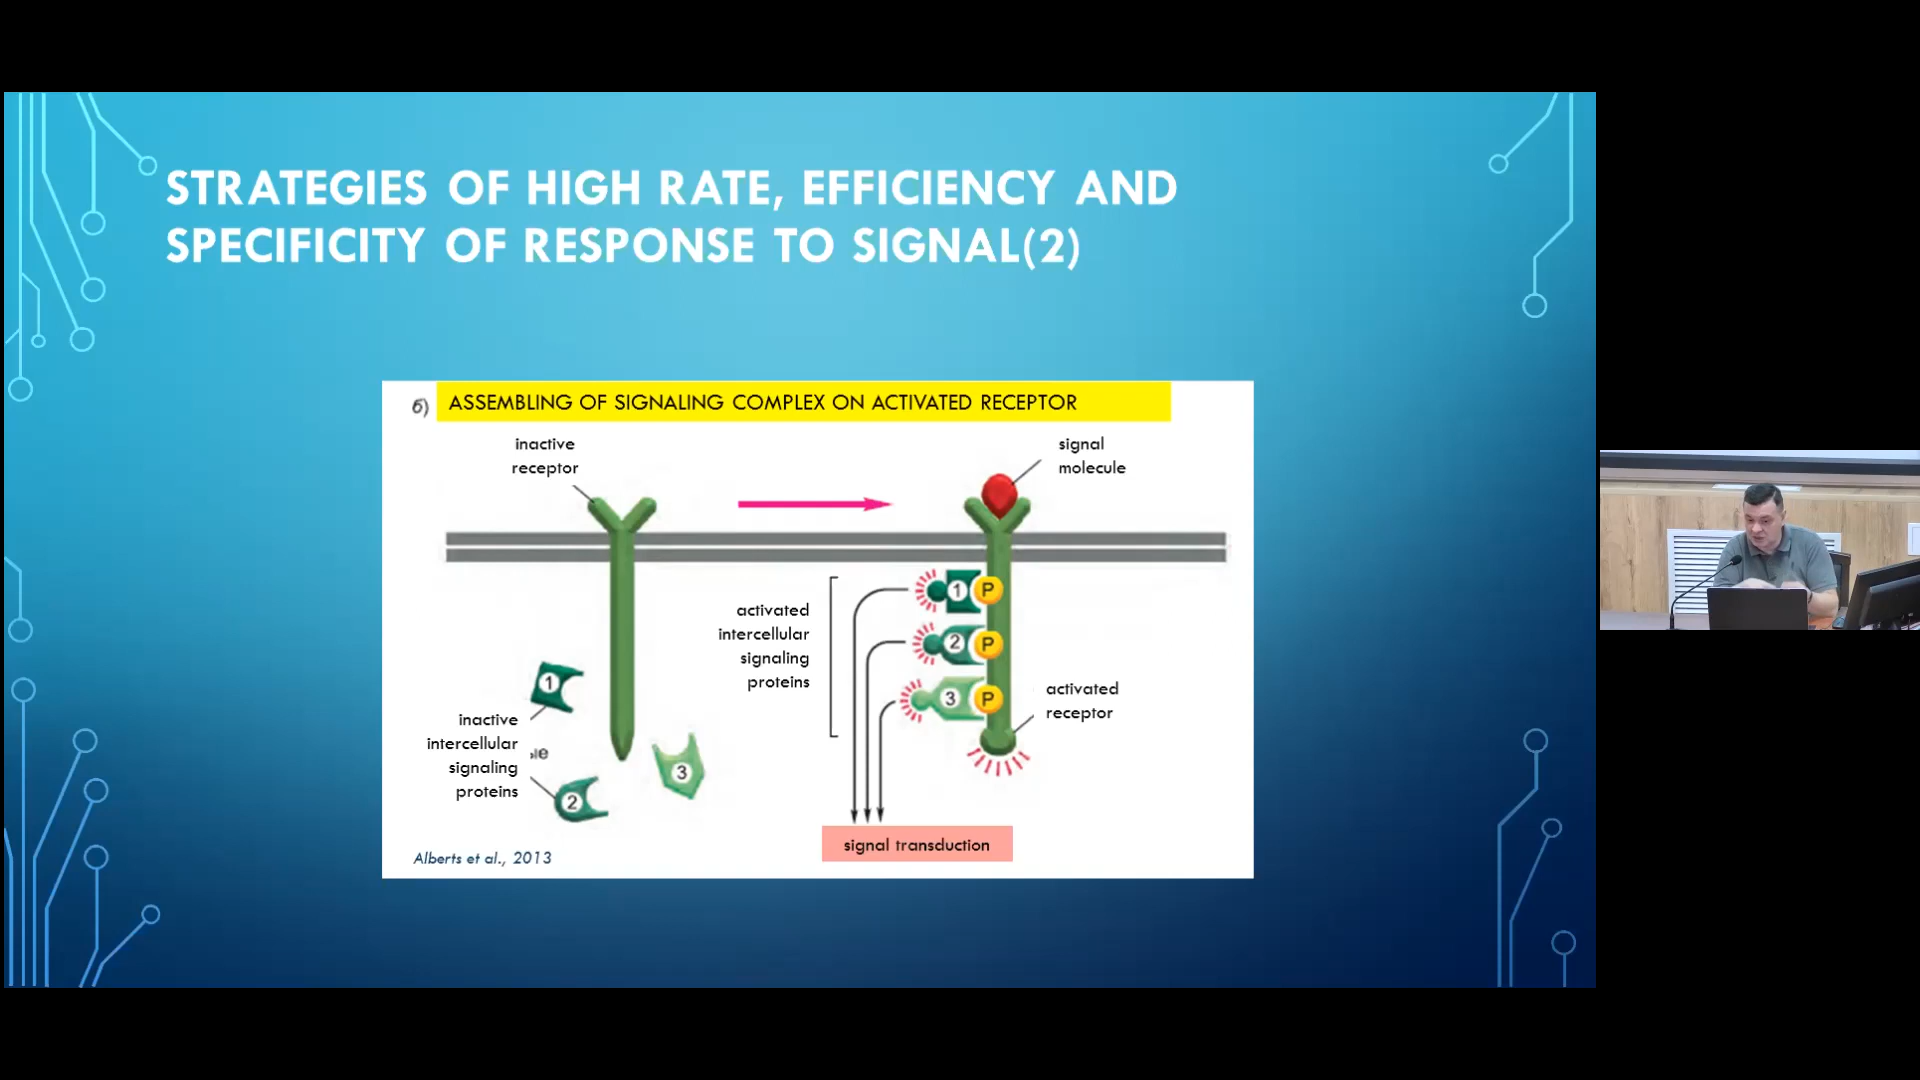 STRATEGIES OF HIGH RATE, EFFICIENCY AND
SPECIFICITY OF RESPONSE TO SIGNAL(2)
б) ASSEMBLING OF SIGNALING COMPLEX ON ACTIVATED RECEPTOR
inactive
receptor
signal
molecule
activated
intercellular
signaling
proteins
1 P
2 P
3 P
activated
receptor
1
inactive
intercellular
signaling
proteins
3
2
signal transduction
Alberts et al., 2013